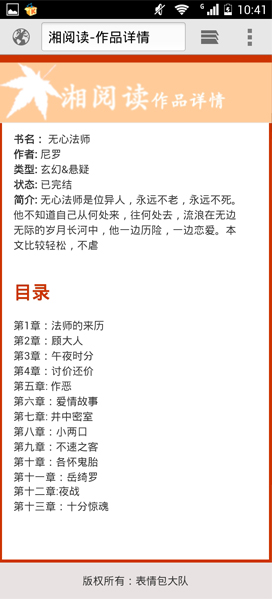 10:41
湘阅读-作品详情
湘阅读作品详情
书名： 无心法师
作者: 尼罗
类型: 玄幻&悬疑
状态: 已完结
简介: 无心法师是位异人，永远不老，永远不死。
他不知道自己从何处来，往何处去，流浪在无边
无际的岁月长河中，他一边历险，一边恋爱。本
文比较轻松，不虐
目录
第1章：法师的来历
第2章：顾大人
第3章：午夜时分
第4章：讨价还价
第五章: 作恶
第六章：爱情故事
第七章: 井中密室
第八章：小两口
第九章：不速之客
第十章：各怀鬼胎
第十一章：岳绮罗
第十二章:夜战
第十三章：十分惊魂
版权所有：表情包大队